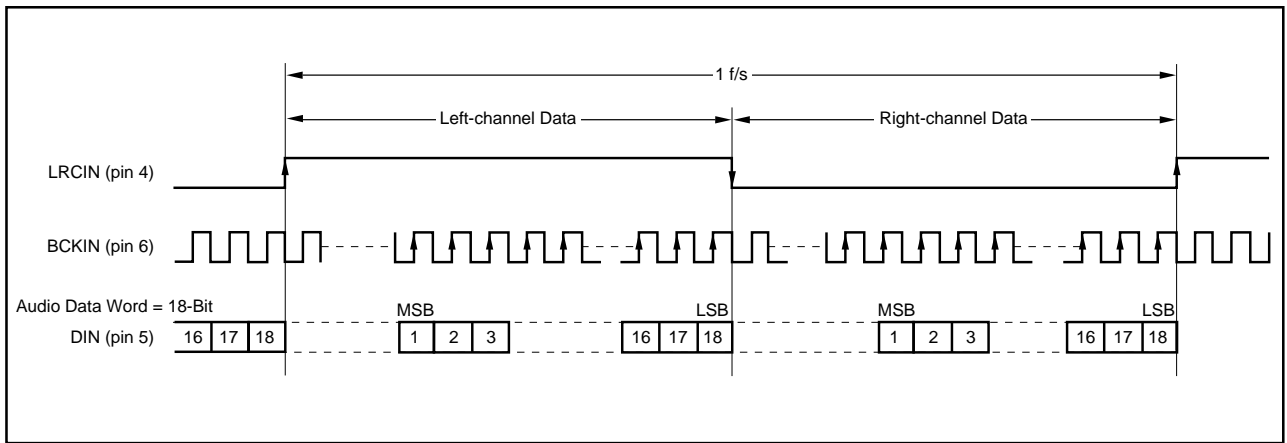 1 f/s
Left-channel Data
Right-channel Data
LRCIN (pin 4)
BCKIN (pin 6)
Audio Data Word = 18-Bit
MSB LSB MSB LSB
DIN (pin 5) 16 17 18 1 2 3 16 17 18 1 2 3 16 17 18